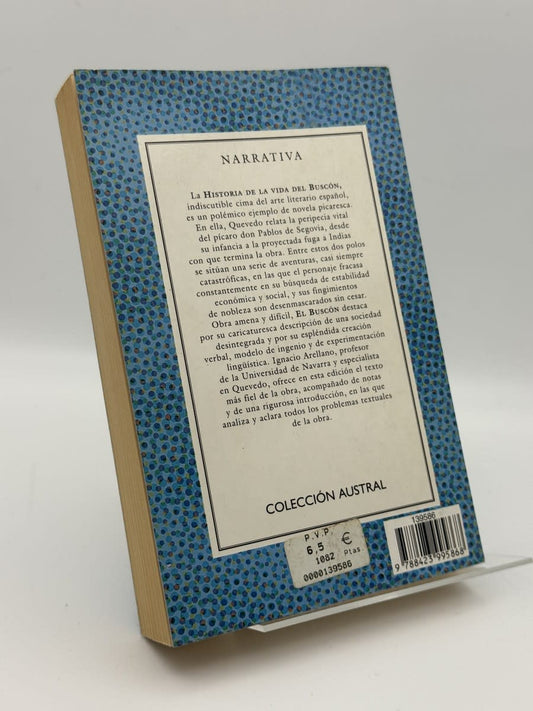 NARRATIVA
La HISTORIA DE LA VIDA DEL BUSCÓN,
indiscutible cima del arte literario español,
es un polémico ejemplo de novela picaresca.
En ella, Quevedo relata la peripecia vital
del pícaro don Pablos de Segovia, desde
su infancia a la proyectada fuga a Indias
con que termina la obra. Entre estos dos polos
se sitúan una serie de aventuras, casi siempre
catastróficas, en las que el personaje fracasa
constantemente en su búsqueda de estabilidad
económica y social, y sus fingimientos
de nobleza son desenmascarados sin cesar.
Obra amena y difícil, EL BUSCÓN destaca
por su caricaturesca descripción de una sociedad
desintegrada y por su espléndida creación
verbal, modelo de ingenio y de experimentación
lingüística. Ignacio Arellano, profesor
de la Universidad de Navarra y especialista
en Quevedo, ofrece en esta edición el texto
más fiel de la obra, acompañado de notas
y de una rigurosa introducción, en las que
analiza y aclara todos los problemas textuales
de la obra.
COLECCIÓN AUSTRAL
P.V.P
6,5 €
1082 Ptas.
0000139586
139586
9 788423 995868